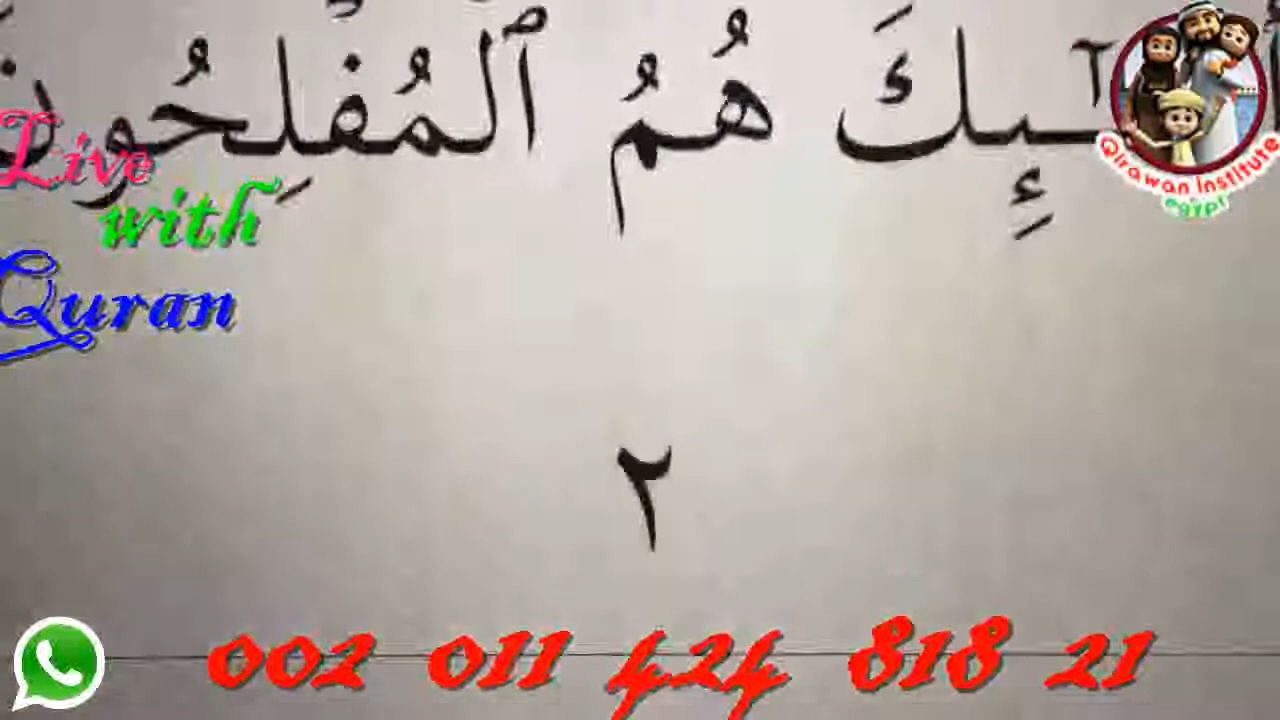 ـٓئِكَ هُمُ ٱلْمُفْلِحُونَ
Live
with
Quran
Qirawan Institute
egypt
٢
002 011 424 818 21